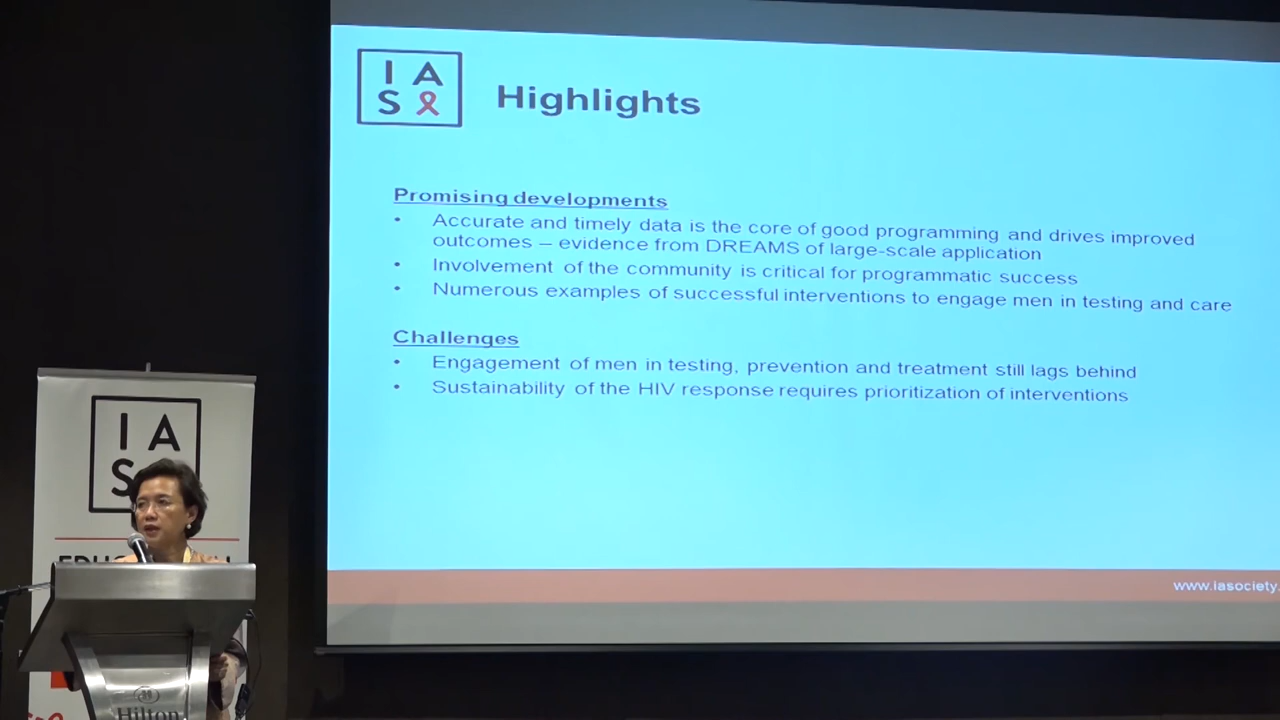 I A
S
Highlights
Promising developments
• Accurate and timely data is the core of good programming and drives improved
outcomes – evidence from DREAMS of large-scale application
• Involvement of the community is critical for programmatic success
• Numerous examples of successful interventions to engage men in testing and care
Challenges
• Engagement of men in testing, prevention and treatment still lags behind
• Sustainability of the HIV response requires prioritization of interventions
www.iasociety.
I A
S
Hilton